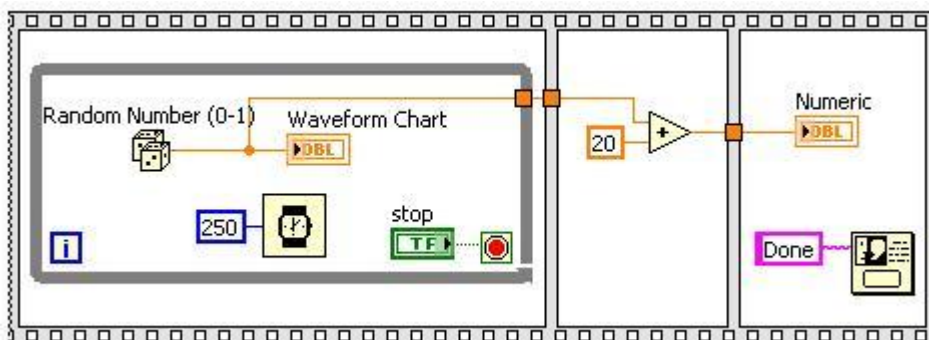 Random Number (0-1)
Waveform Chart
DBL
250
stop
TF
i
20
+
Numeric
DBL
Done